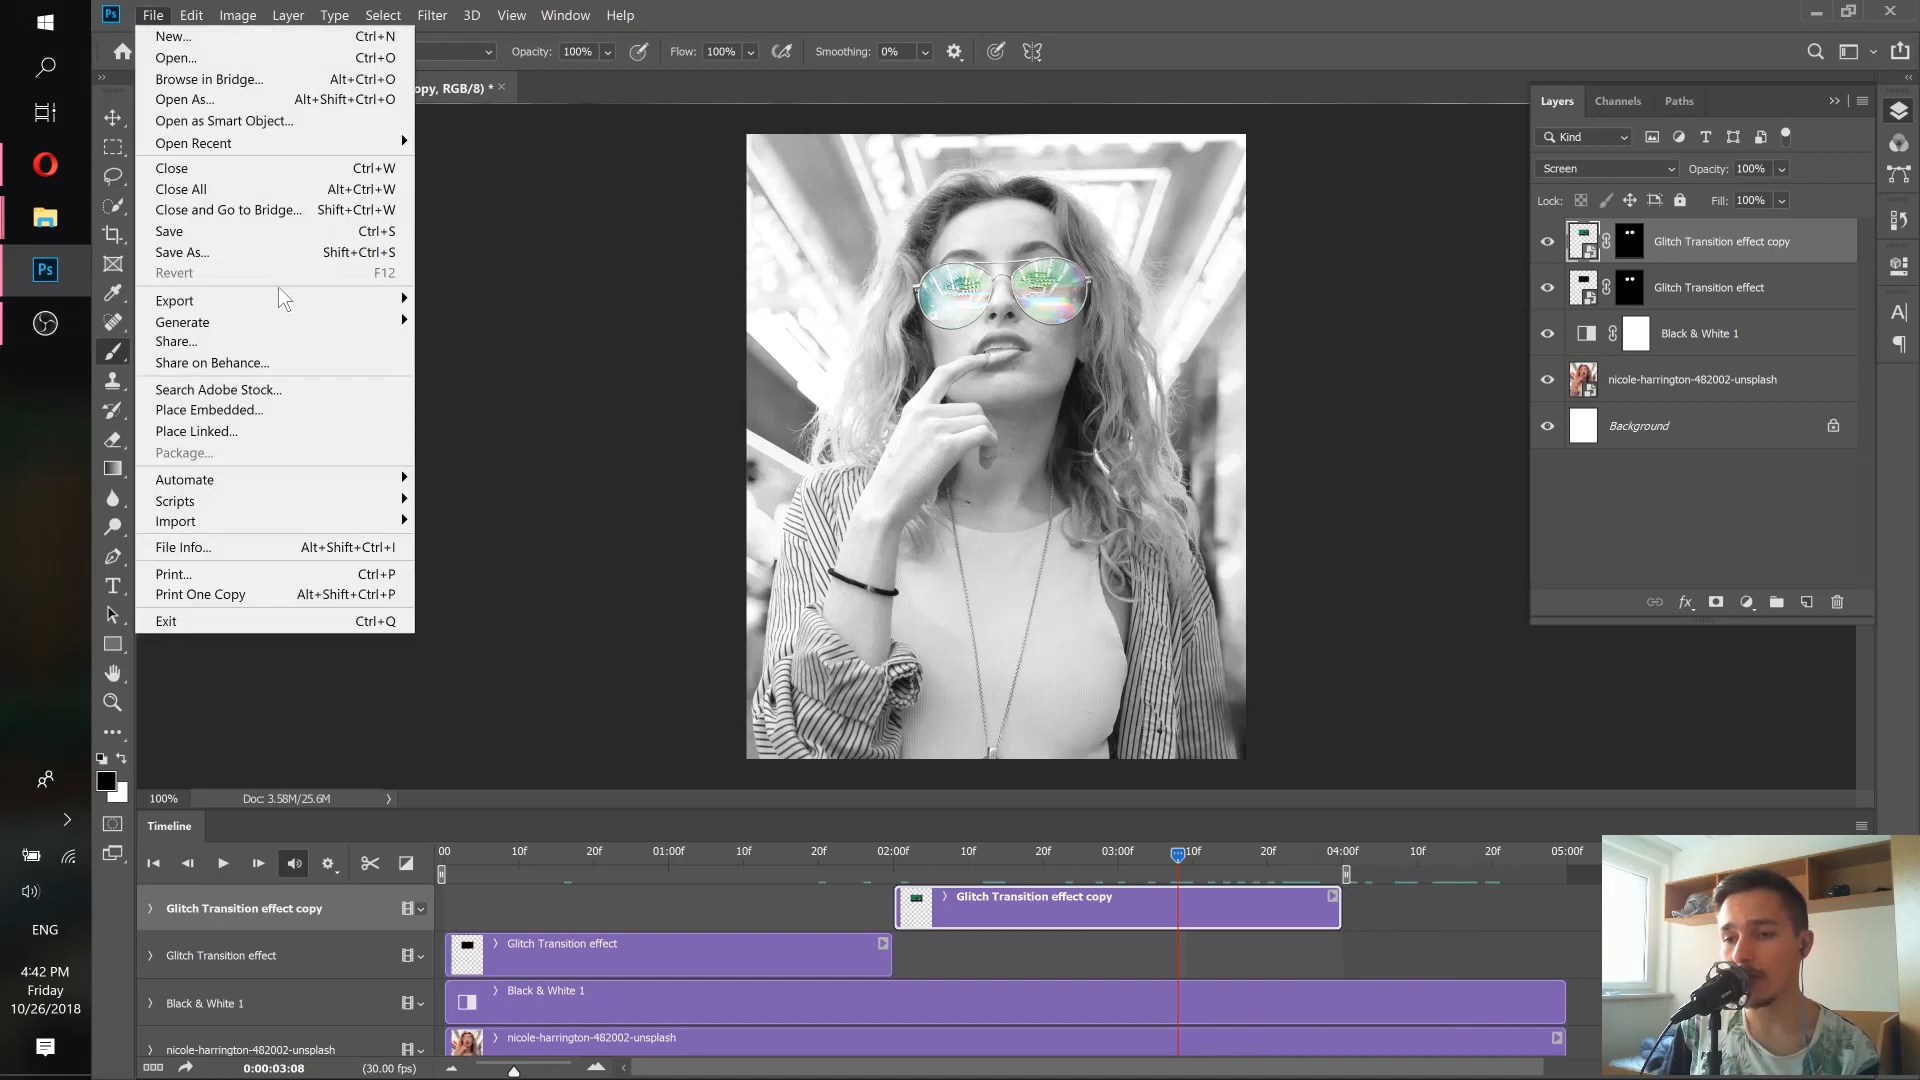 Ps File Edit Image Layer Type Select Filter 3D View Window Help
Opacity: 100% Flow: 100% Smoothing: 0%
opy, RGB/8) * ×
New... Ctrl+N
Open... Ctrl+O
Browse in Bridge... Alt+Ctrl+O
Open As... Alt+Shift+Ctrl+O
Open as Smart Object...
Open Recent
Close Ctrl+W
Close All Alt+Ctrl+W
Close and Go to Bridge... Shift+Ctrl+W
Save Ctrl+S
Save As... Shift+Ctrl+S
Revert F12
Export
Generate
Share...
Share on Behance...
Search Adobe Stock...
Place Embedded...
Place Linked...
Package...
Automate
Scripts
Import
File Info... Alt+Shift+Ctrl+I
Print... Ctrl+P
Print One Copy Alt+Shift+Ctrl+P
Exit Ctrl+Q
Layers Channels Paths
Kind
Screen Opacity: 100%
Lock: Fill: 100%
Glitch Transition effect copy
Glitch Transition effect
Black & White 1
nicole-harrington-482002-unsplash
Background
Ps
ENG
4:42 PM
Friday
10/26/2018
100% Doc: 3.58M/25.6M
Timeline
00 10f 20f 01:00f 10f 20f 02:00f 10f 20f 03:00f 10f 20f 04:00f 10f 20f 05:00f
Glitch Transition effect copy Glitch Transition effect copy
Glitch Transition effect Glitch Transition effect
Black & White 1 Black & White 1
nicole-harrington-482002-unsplash nicole-harrington-482002-unsplash
0:00:03:08 (30.00 fps)